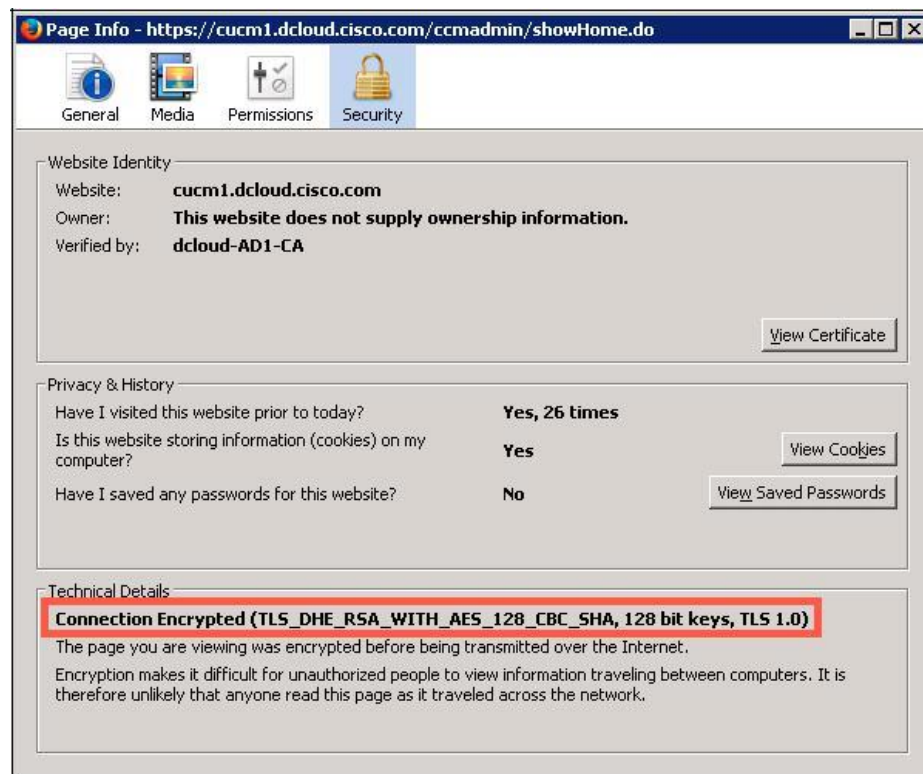 Page Info - https://cucm1.dcloud.cisco.com/ccmadmin/showHome.do
General Media Permissions Security
Website Identity
Website: cucm1.dcloud.cisco.com
Owner: This website does not supply ownership information.
Verified by: dcloud-AD1-CA
View Certificate
Privacy & History
Have I visited this website prior to today? Yes, 26 times
Is this website storing information (cookies) on my
computer? Yes View Cookies
Have I saved any passwords for this website? No View Saved Passwords
Technical Details
Connection Encrypted (TLS_DHE_RSA_WITH_AES_128_CBC_SHA, 128 bit keys, TLS 1.0)
The page you are viewing was encrypted before being transmitted over the Internet.
Encryption makes it difficult for unauthorized people to view information traveling between computers. It is
therefore unlikely that anyone read this page as it traveled across the network.